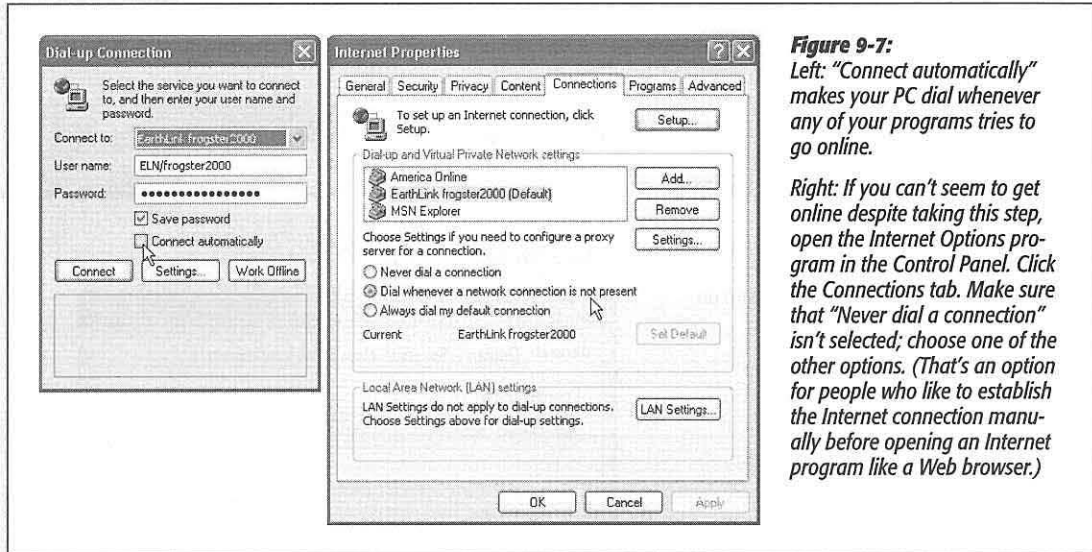 Dial-up Connection
Select the service you want to connect
to, and then enter your user name and
password.
Connect to: EarthLink frogster2000
User name: ELN/frogster2000
Password: ••••••••••••••••
Save password
Connect automatically
Connect Settings... Work Offline
Internet Properties
General Security Privacy Content Connections Programs Advanced
To set up an Internet connection, click
Setup.
Setup...
Dial-up and Virtual Private Network settings
America Online
EarthLink frogster2000 (Default)
MSN Explorer
Add...
Remove
Choose Settings if you need to configure a proxy
server for a connection.
Settings...
Never dial a connection
Dial whenever a network connection is not present
Always dial my default connection
Current EarthLink frogster2000 Set Default
Local Area Network (LAN) settings
LAN Settings do not apply to dial-up connections.
Choose Settings above for dial-up settings.
LAN Settings...
OK Cancel Apply
Figure 9-7:
Left: "Connect automatically"
makes your PC dial whenever
any of your programs tries to
go online.
Right: If you can't seem to get
online despite taking this step,
open the Internet Options pro-
gram in the Control Panel. Click
the Connections tab. Make sure
that "Never dial a connection"
isn't selected; choose one of the
other options. (That's an option
for people who like to establish
the Internet connection manu-
ally before opening an Internet
program like a Web browser.)